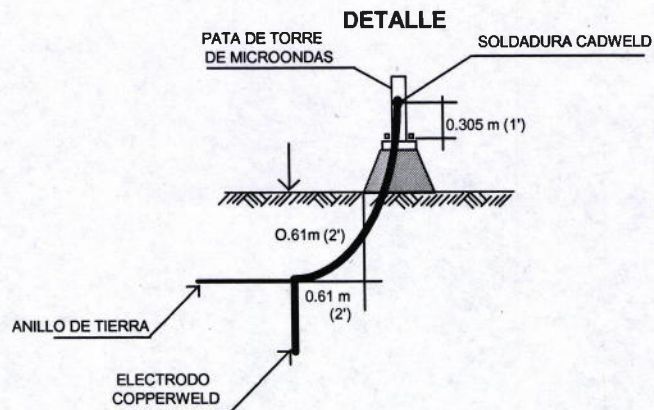 DETALLE
PATA DE TORRE
DE MICROONDAS
SOLDADURA CADWELD
0.305 m (1')
O.61m (2')
0.61 m
(2')
ANILLO DE TIERRA
ELECTRODO
COPPERWELD